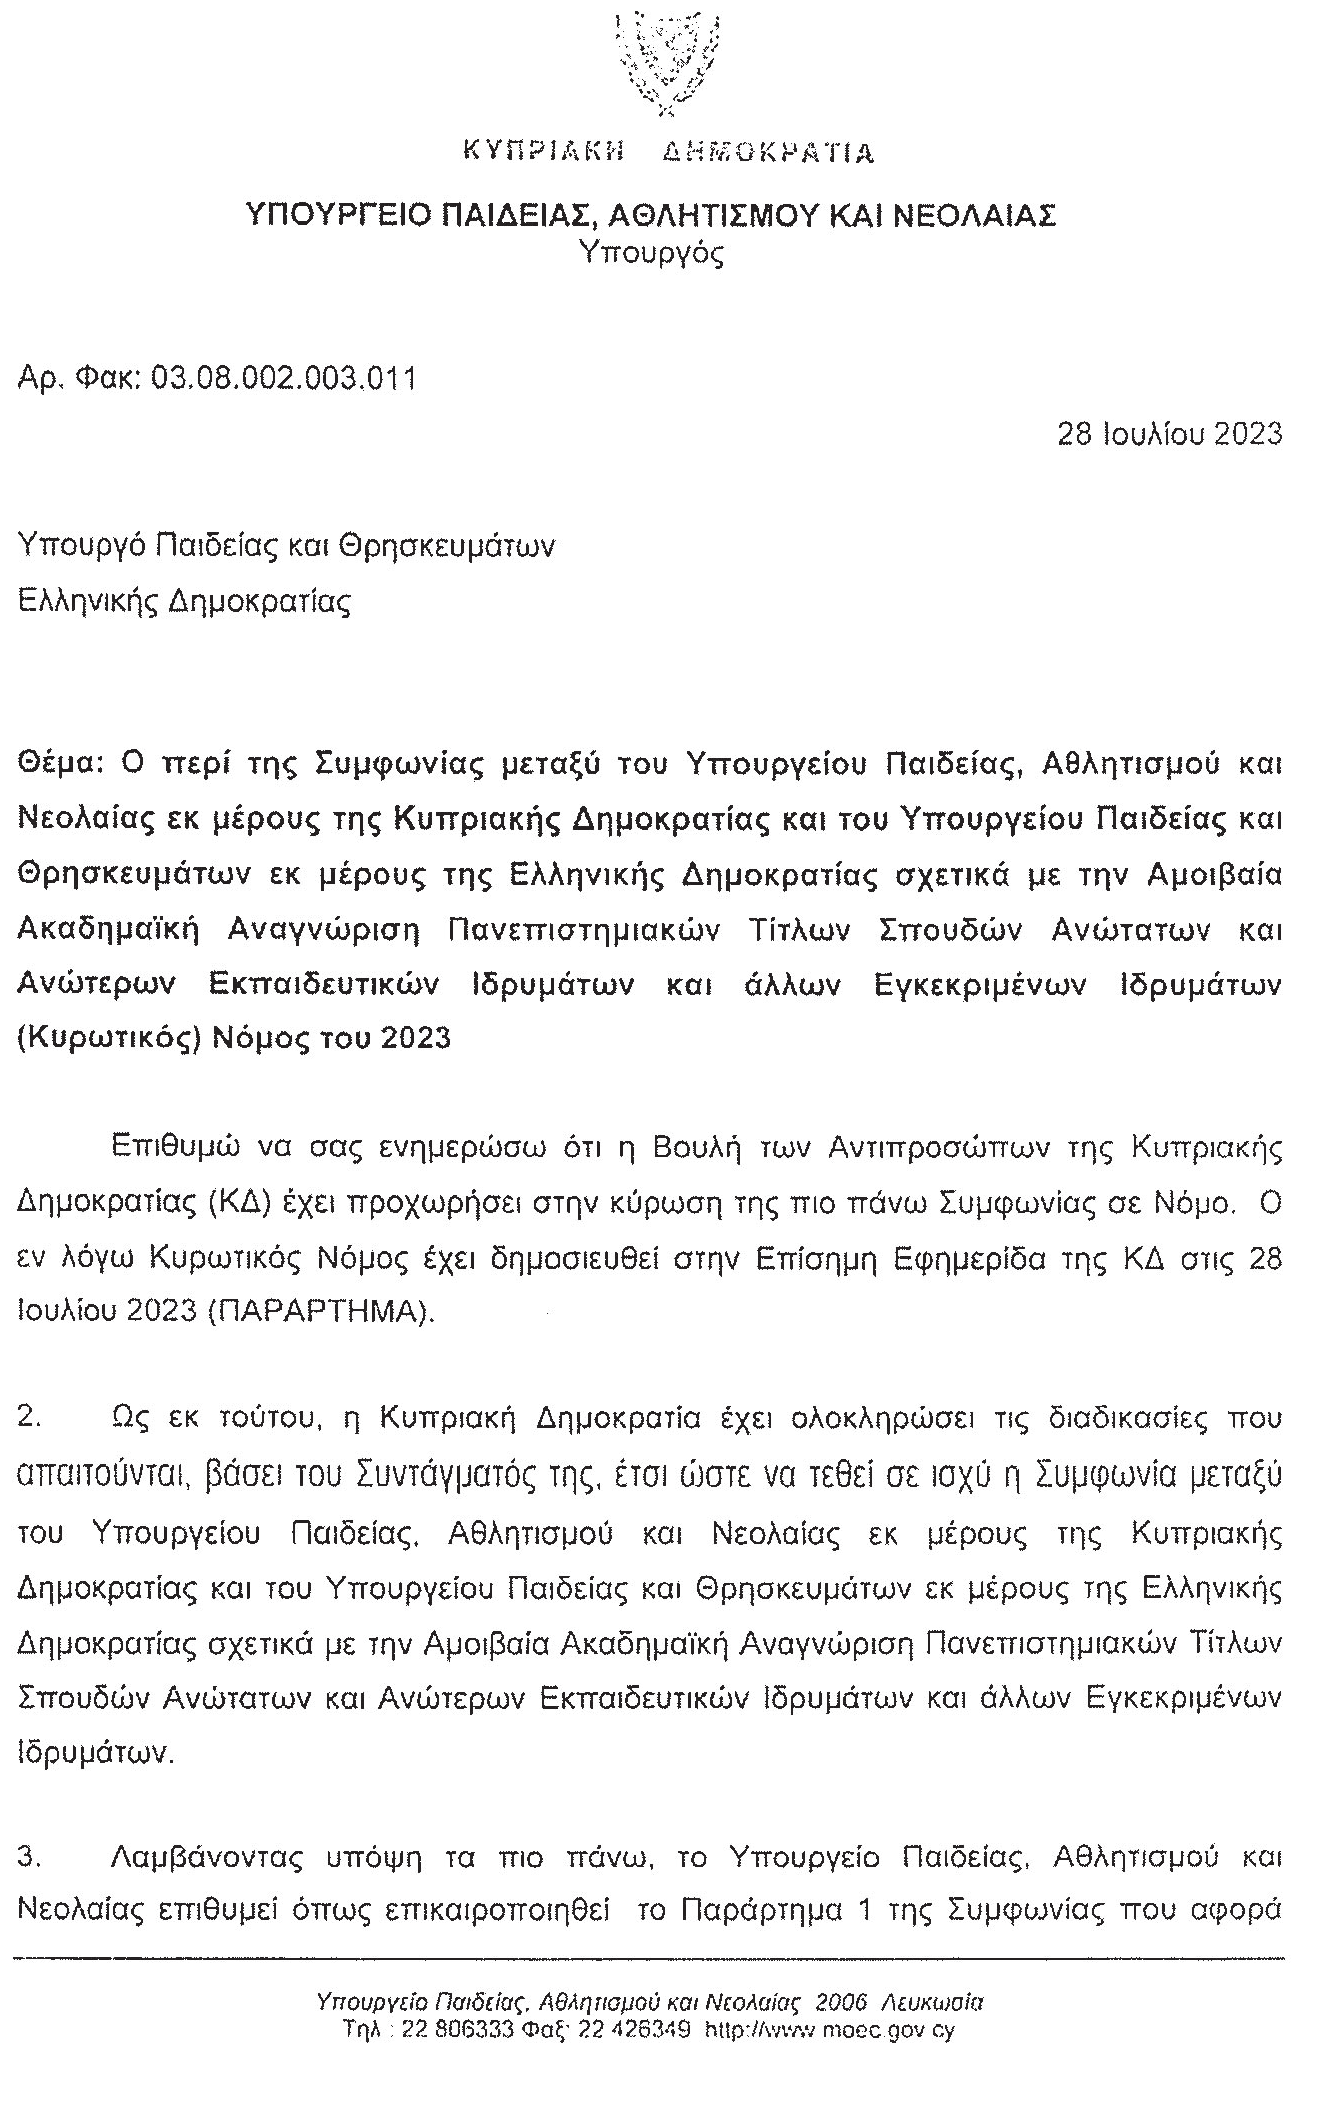 ΚΥΠΡΙΑΚΗ ΔΗΜΟΚΡΑΤΙΑ
ΥΠΟΥΡΓΕΙΟ ΠΑΙΔΕΙΑΣ, ΑΘΛΗΤΙΣΜΟΥ ΚΑΙ ΝΕΟΛΑΙΑΣ
Υπουργός
Αρ. Φακ: 03.08.002.003.011
28 Ιουλίου 2023
Υπουργό Παιδείας και Θρησκευμάτων
Ελληνικής Δημοκρατίας
Θέμα: Ο περί της Συμφωνίας μεταξύ του Υπουργείου Παιδείας, Αθλητισμού και
Νεολαίας εκ μέρους της Κυπριακής Δημοκρατίας και του Υπουργείου Παιδείας και
Θρησκευμάτων εκ μέρους της Ελληνικής Δημοκρατίας σχετικά με την Αμοιβαία
Ακαδημαϊκή Αναγνώριση Πανεπιστημιακών Τίτλων Σπουδών Ανώτατων και
Ανώτερων Εκπαιδευτικών Ιδρυμάτων και άλλων Εγκεκριμένων Ιδρυμάτων
(Κυρωτικός) Νόμος του 2023
Επιθυμώ να σας ενημερώσω ότι η Βουλή των Αντιπροσώπων της Κυπριακής
Δημοκρατίας (ΚΔ) έχει προχωρήσει στην κύρωση της πιο πάνω Συμφωνίας σε Νόμο. Ο
εν λόγω Κυρωτικός Νόμος έχει δημοσιευθεί στην Επίσημη Εφημερίδα της ΚΔ στις 28
Ιουλίου 2023 (ΠΑΡΑΡΤΗΜΑ).
2. Ως εκ τούτου, η Κυπριακή Δημοκρατία έχει ολοκληρώσει τις διαδικασίες που
απαιτούνται, βάσει του Συντάγματός της, έτσι ώστε να τεθεί σε ισχύ η Συμφωνία μεταξύ
του Υπουργείου Παιδείας, Αθλητισμού και Νεολαίας εκ μέρους της Κυπριακής
Δημοκρατίας και του Υπουργείου Παιδείας και Θρησκευμάτων εκ μέρους της Ελληνικής
Δημοκρατίας σχετικά με την Αμοιβαία Ακαδημαϊκή Αναγνώριση Πανεπιστημιακών Τίτλων
Σπουδών Ανώτατων και Ανώτερων Εκπαιδευτικών Ιδρυμάτων και άλλων Εγκεκριμένων
Ιδρυμάτων.
3. Λαμβάνοντας υπόψη τα πιο πάνω, το Υπουργείο Παιδείας, Αθλητισμού και
Νεολαίας επιθυμεί όπως επικαιροποιηθεί το Παράρτημα 1 της Συμφωνίας που αφορά
Υπουργείο Παιδείας, Αθλητισμού και Νεολαίας 2006 Λευκωσία
Τηλ : 22 806333 Φαξ: 22 426349 http://www moec.gov cy